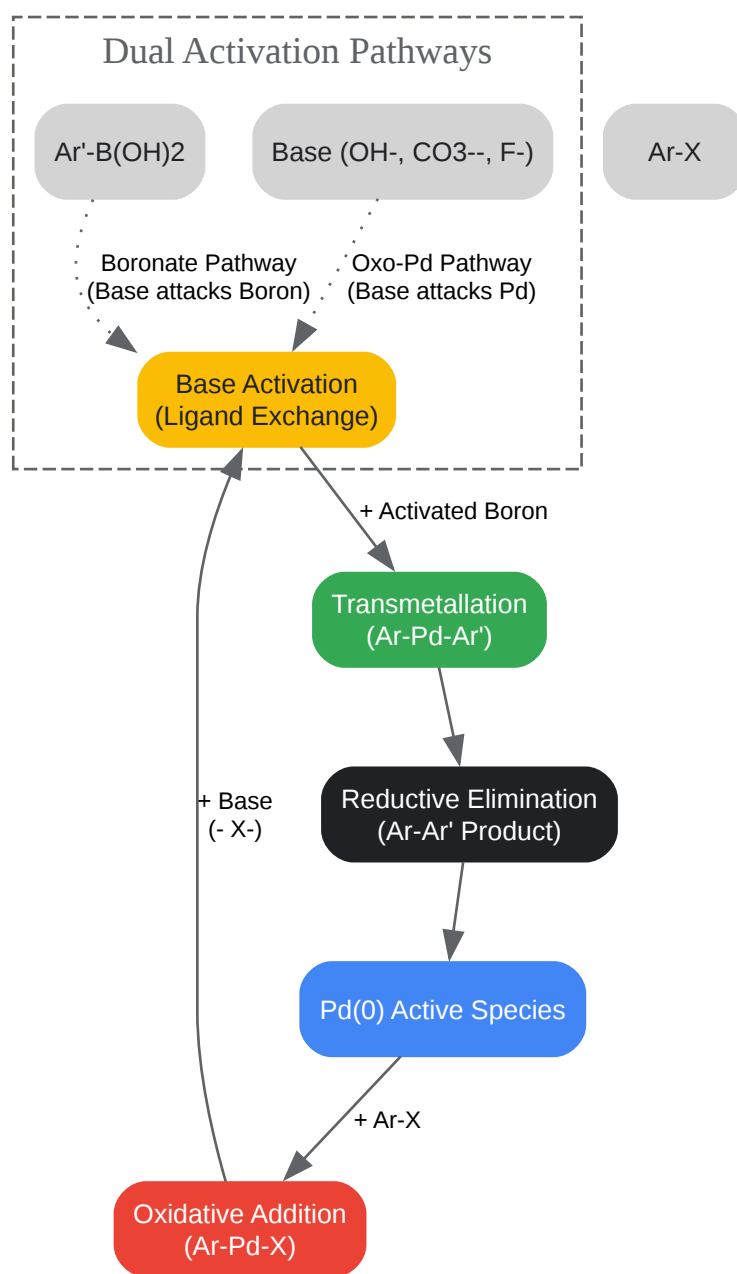 Dual Activation Pathways
Ar'-B(OH)2
Base (OH-, CO3--, F-)
Ar-X
Boronate Pathway
(Base attacks Boron)
Oxo-Pd Pathway
(Base attacks Pd)
Base Activation
(Ligand Exchange)
+ Activated Boron
Transmetallation
(Ar-Pd-Ar')
+ Base
(- X-)
Reductive Elimination
(Ar-Ar' Product)
Pd(0) Active Species
+ Ar-X
Oxidative Addition
(Ar-Pd-X)